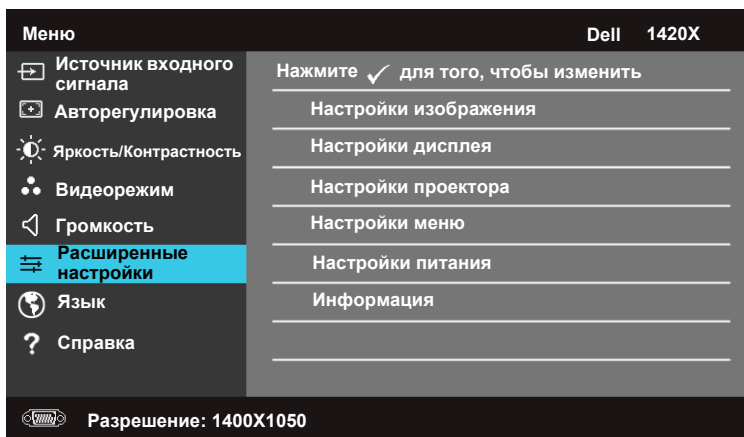 Меню
Dell 1420X
Источник входного
сигнала
Авторегулировка
Яркость/Контрастность
Видеорежим
Громкость
Расширенные
настройки
Язык
Справка
Нажмите ✓ для того, чтобы изменить
Настройки изображения
Настройки дисплея
Настройки проектора
Настройки меню
Настройки питания
Информация
Разрешение: 1400X1050